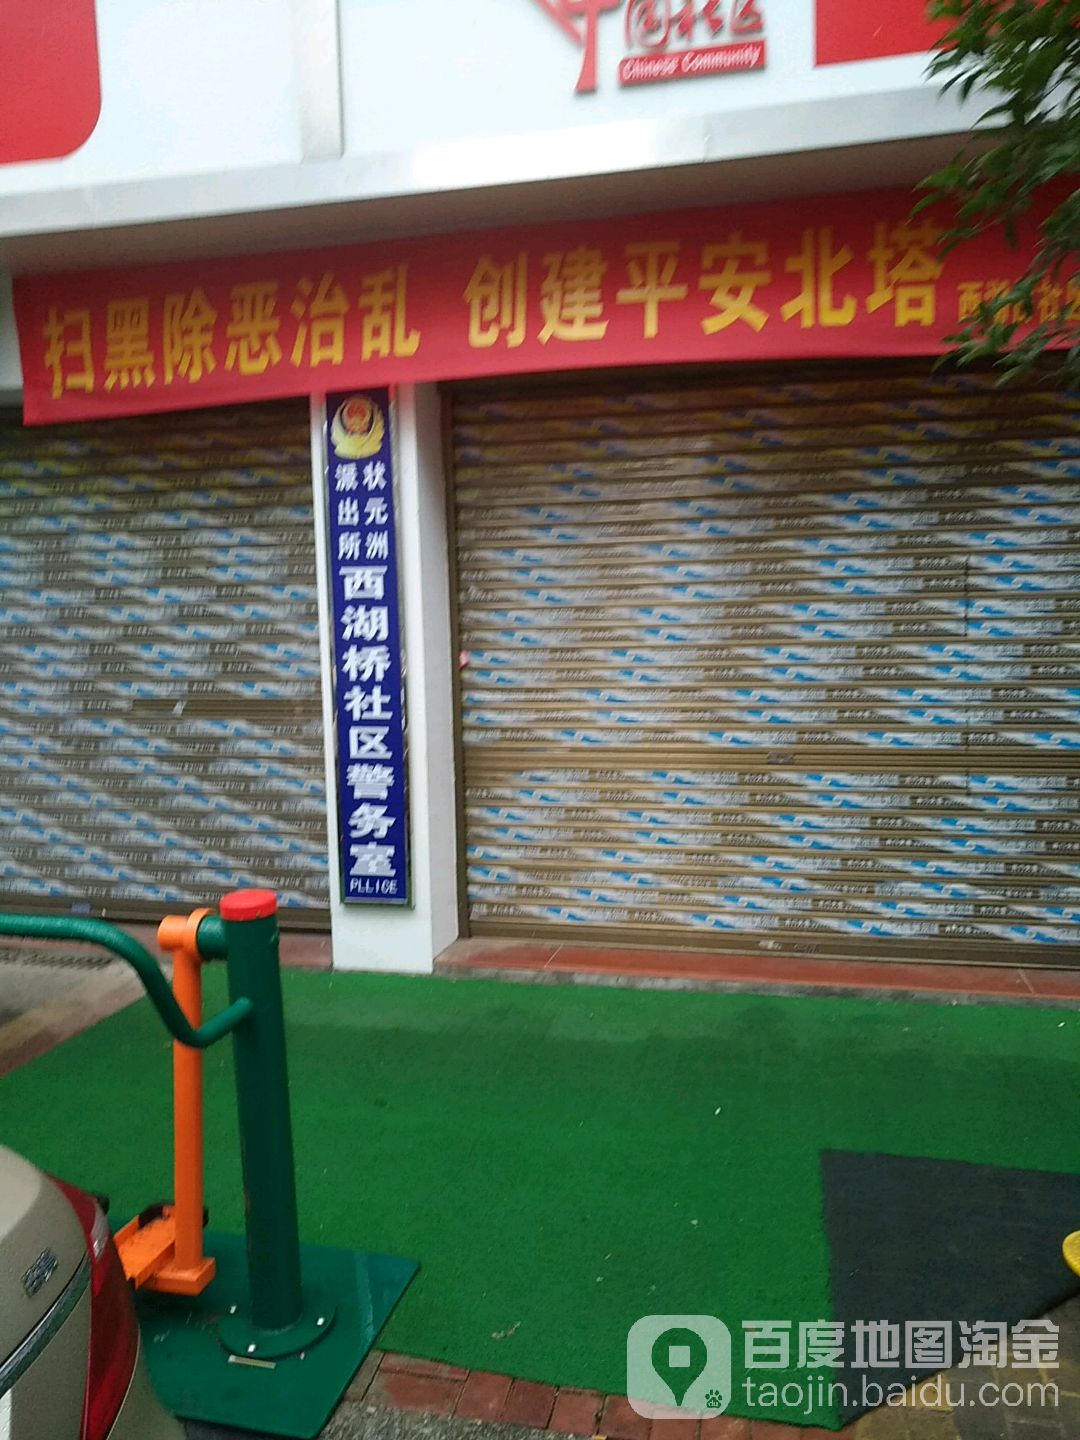 中国社区
Chinese Community
扫黑除恶治乱 创建平安北塔
状元洲
派出所
西湖桥社区警务室
PLLICE
百度地图淘金
taojin.baidu.com